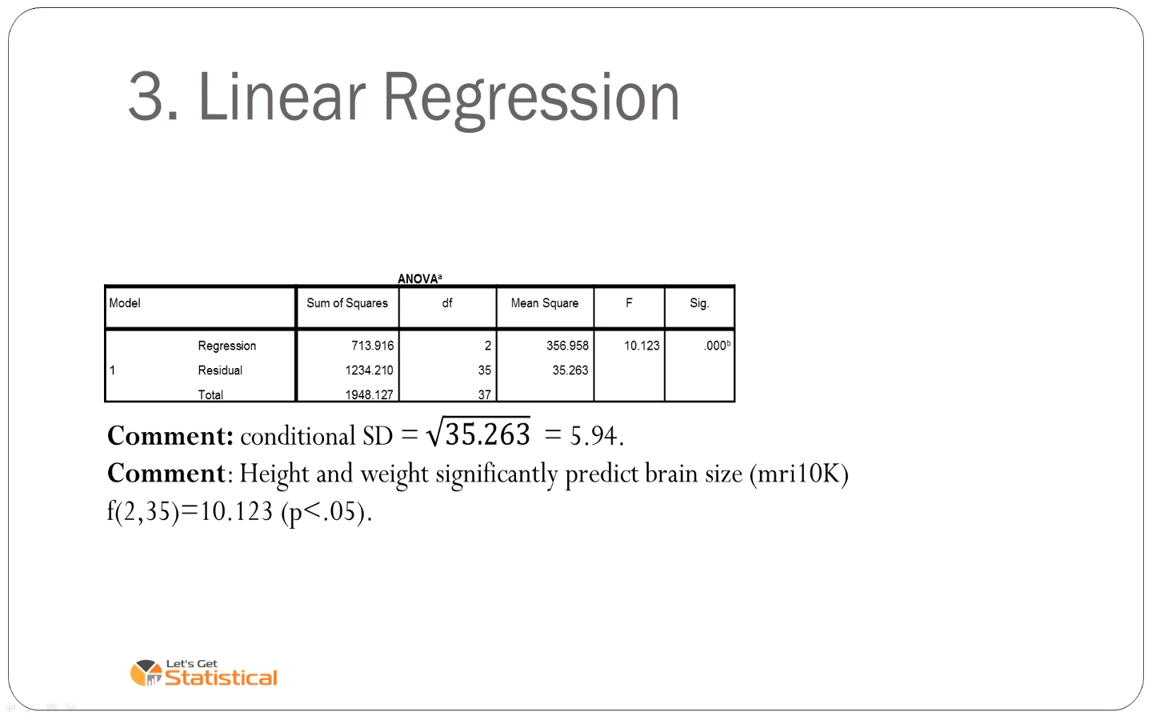 3. Linear Regression
ANOVAᵃ
Model Sum of Squares df Mean Square F Sig.
Regression 713.916 2 356.958 10.123 .000ᵇ
1 Residual 1234.210 35 35.263
Total 1948.127 37
Comment: conditional SD = √35.263 = 5.94.
Comment: Height and weight significantly predict brain size (mri10K)
f(2,35)=10.123 (p<.05).
Let's Get
Statistical